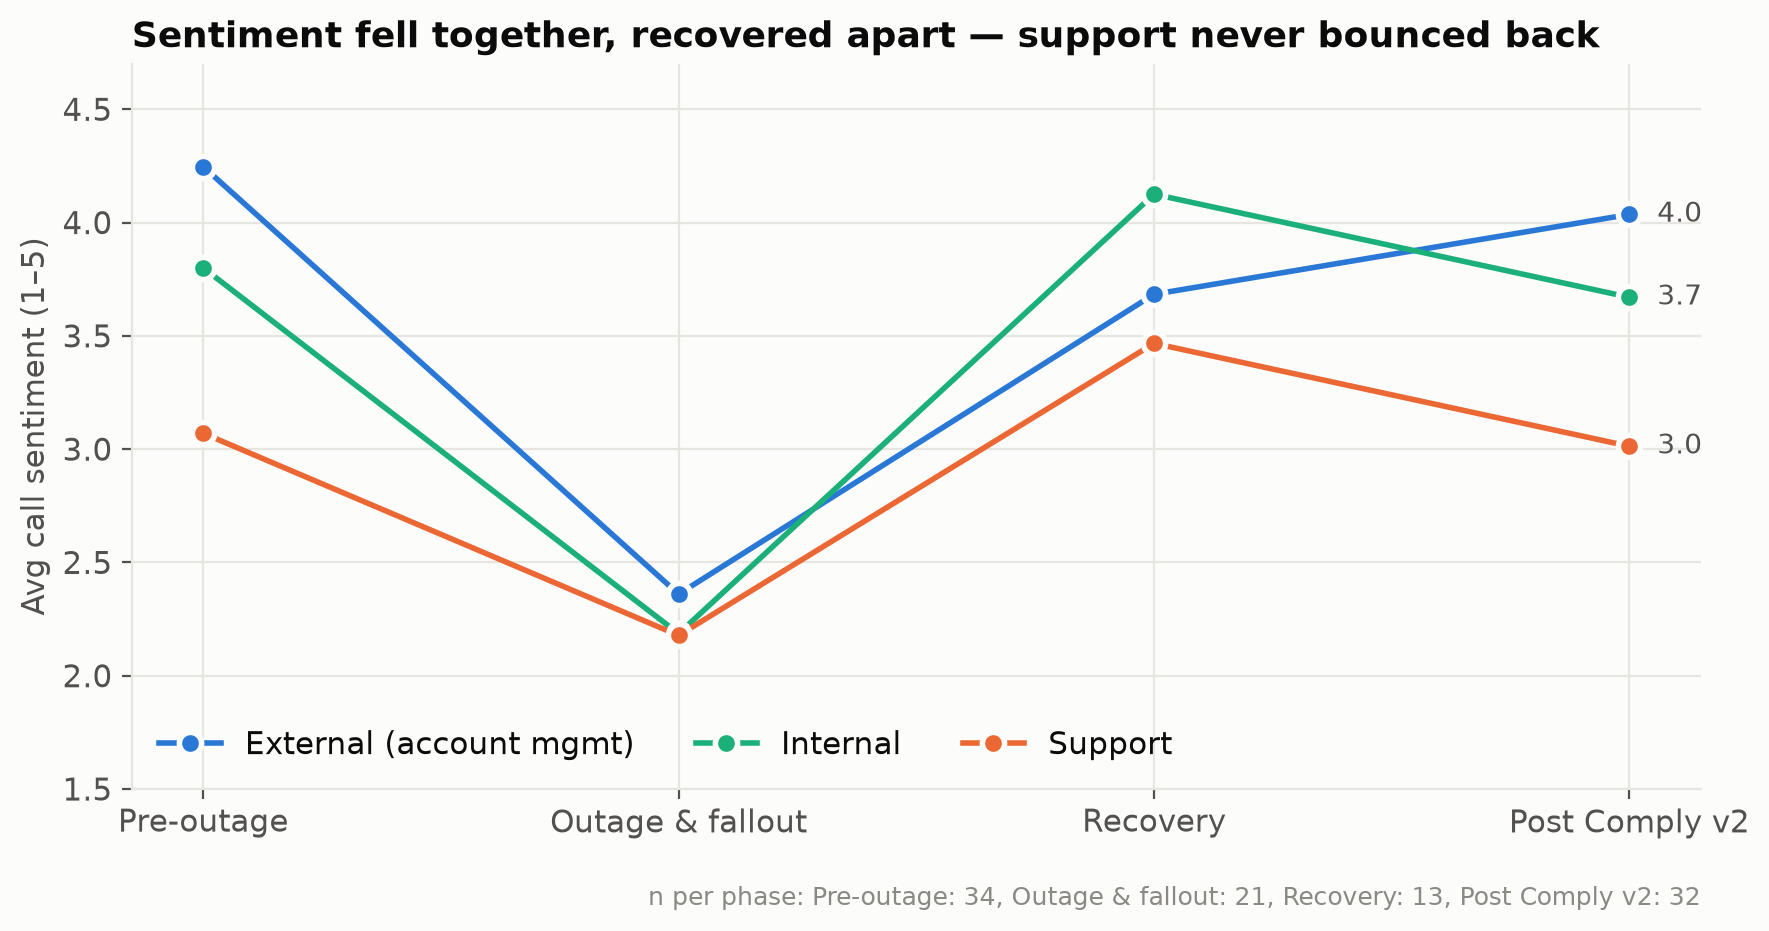 Sentiment fell together, recovered apart — support never bounced back
Avg call sentiment (1–5)
4.5
4.0
3.5
3.0
2.5
2.0
1.5
4.0
3.7
3.0
External (account mgmt)
Internal
Support
Pre-outage
Outage & fallout
Recovery
Post Comply v2
n per phase: Pre-outage: 34, Outage & fallout: 21, Recovery: 13, Post Comply v2: 32